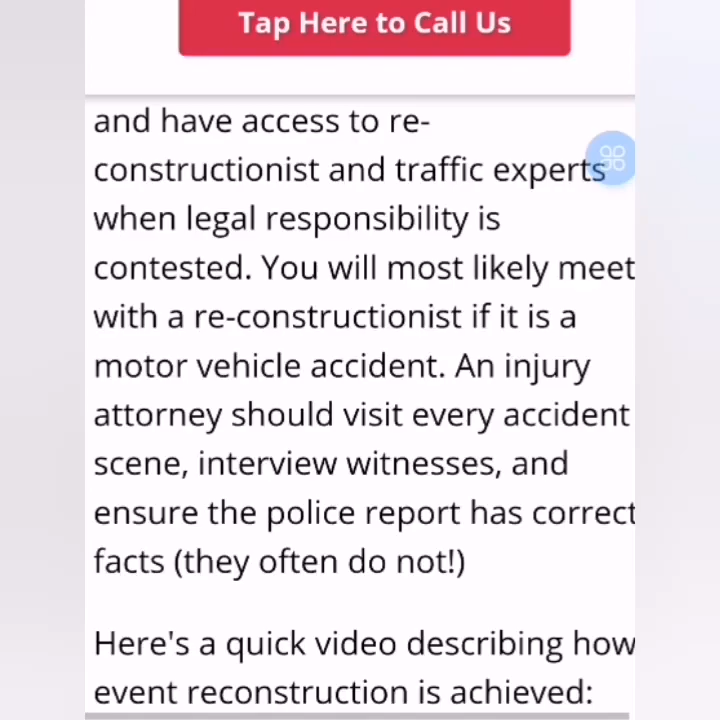 Tap Here to Call Us
and have access to re-
constructionist and traffic experts
when legal responsibility is
contested. You will most likely meet
with a re-constructionist if it is a
motor vehicle accident. An injury
attorney should visit every accident
scene, interview witnesses, and
ensure the police report has correct
facts (they often do not!)
Here's a quick video describing how
event reconstruction is achieved: